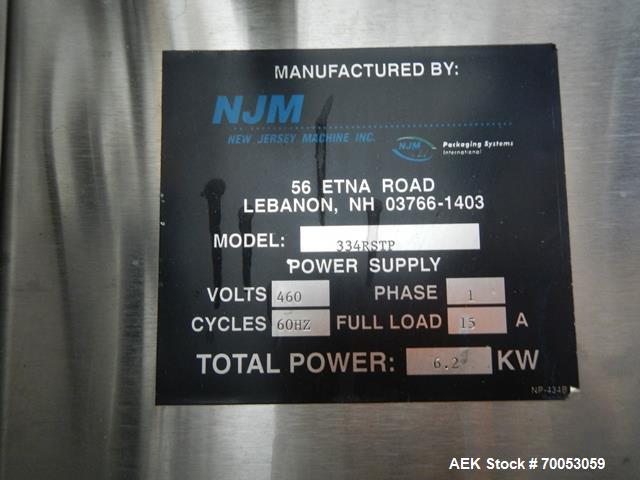 MANUFACTURED BY:
NJM
NEW JERSEY MACHINE INC.
NJM Packaging Systems
International
56 ETNA ROAD
LEBANON, NH 03766-1403
MODEL: 334RSTP
POWER SUPPLY
VOLTS 460 PHASE 1
CYCLES 60HZ FULL LOAD 15 A
TOTAL POWER: 6.2 KW
NP-434B
AEK Stock #70053059